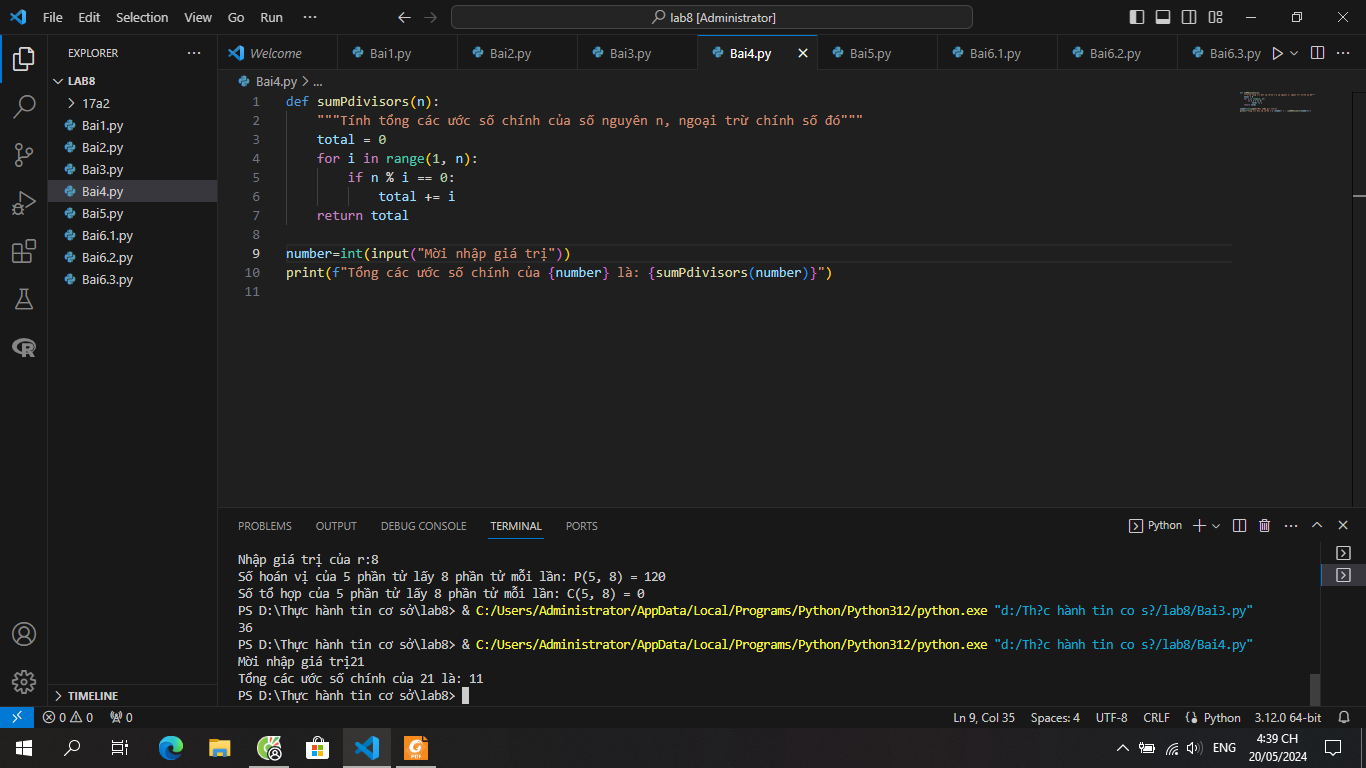 File Edit Selection View Go Run ··· lab8 [Administrator]
EXPLORER ···
LAB8
17a2
Bai1.py
Bai2.py
Bai3.py
Bai4.py
Bai5.py
Bai6.1.py
Bai6.2.py
Bai6.3.py
TIMELINE
Welcome Bai1.py Bai2.py Bai3.py Bai4.py Bai5.py Bai6.1.py Bai6.2.py Bai6.3.py ···
Bai4.py > ...
1 def sumPdivisors(n):
2 """Tính tổng các ước số chính của số nguyên n, ngoại trừ chính số đó"""
3 total = 0
4 for i in range(1, n):
5 if n % i == 0:
6 total += i
7 return total
8
9 number=int(input("Mời nhập giá trị"))
10 print(f"Tổng các ước số chính của {number} là: {sumPdivisors(number)}")
11
PROBLEMS OUTPUT DEBUG CONSOLE TERMINAL PORTS Python ···
Nhập giá trị của r:8
Số hoán vị của 5 phần tử lấy 8 phần tử mỗi lần: P(5, 8) = 120
Số tổ hợp của 5 phần tử lấy 8 phần tử mỗi lần: C(5, 8) = 0
PS D:\Thực hành tin cơ sở\lab8> & C:/Users/Administrator/AppData/Local/Programs/Python/Python312/python.exe "d:/Th?c hành tin co s?/lab8/Bai3.py"
36
PS D:\Thực hành tin cơ sở\lab8> & C:/Users/Administrator/AppData/Local/Programs/Python/Python312/python.exe "d:/Th?c hành tin co s?/lab8/Bai4.py"
Mời nhập giá trị21
Tổng các ước số chính của 21 là: 11
PS D:\Thực hành tin cơ sở\lab8>
0 0 0 Ln 9, Col 35 Spaces: 4 UTF-8 CRLF Python 3.12.0 64-bit
ENG 4:39 CH
20/05/2024